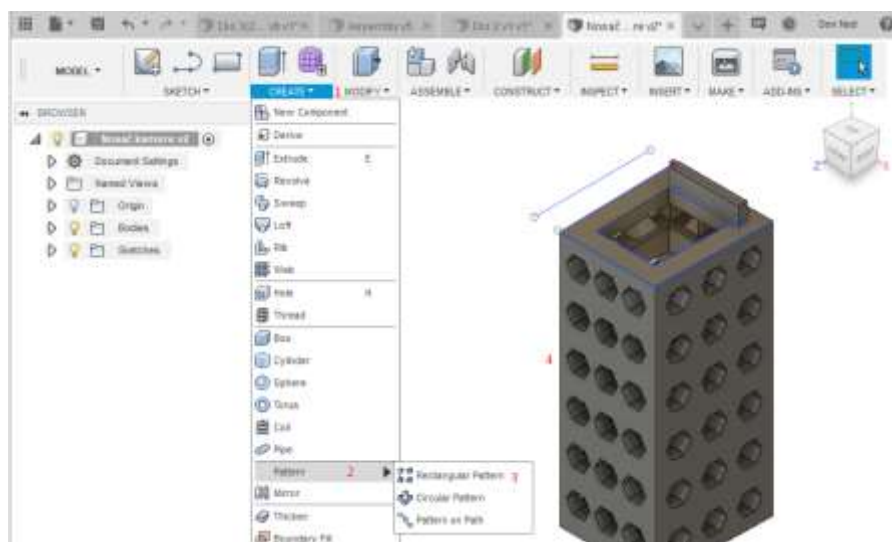 Nosač
MODEL
SKETCH
CREATE
1
MODIFY
ASSEMBLE
CONSTRUCT
INSPECT
INSERT
MAKE
ADD-INS
SELECT
BROWSER
Document Settings
Named Views
Origin
Bodies
Sketches
New Component
Derive
Extrude E
Revolve
Sweep
Loft
Rib
Web
Hole H
Thread
Box
Cylinder
Sphere
Torus
Coil
Pipe
Pattern 2
Rectangular Pattern 3
Circular Pattern
Pattern on Path
Mirror
Thicken
Boundary Fill
4
Z